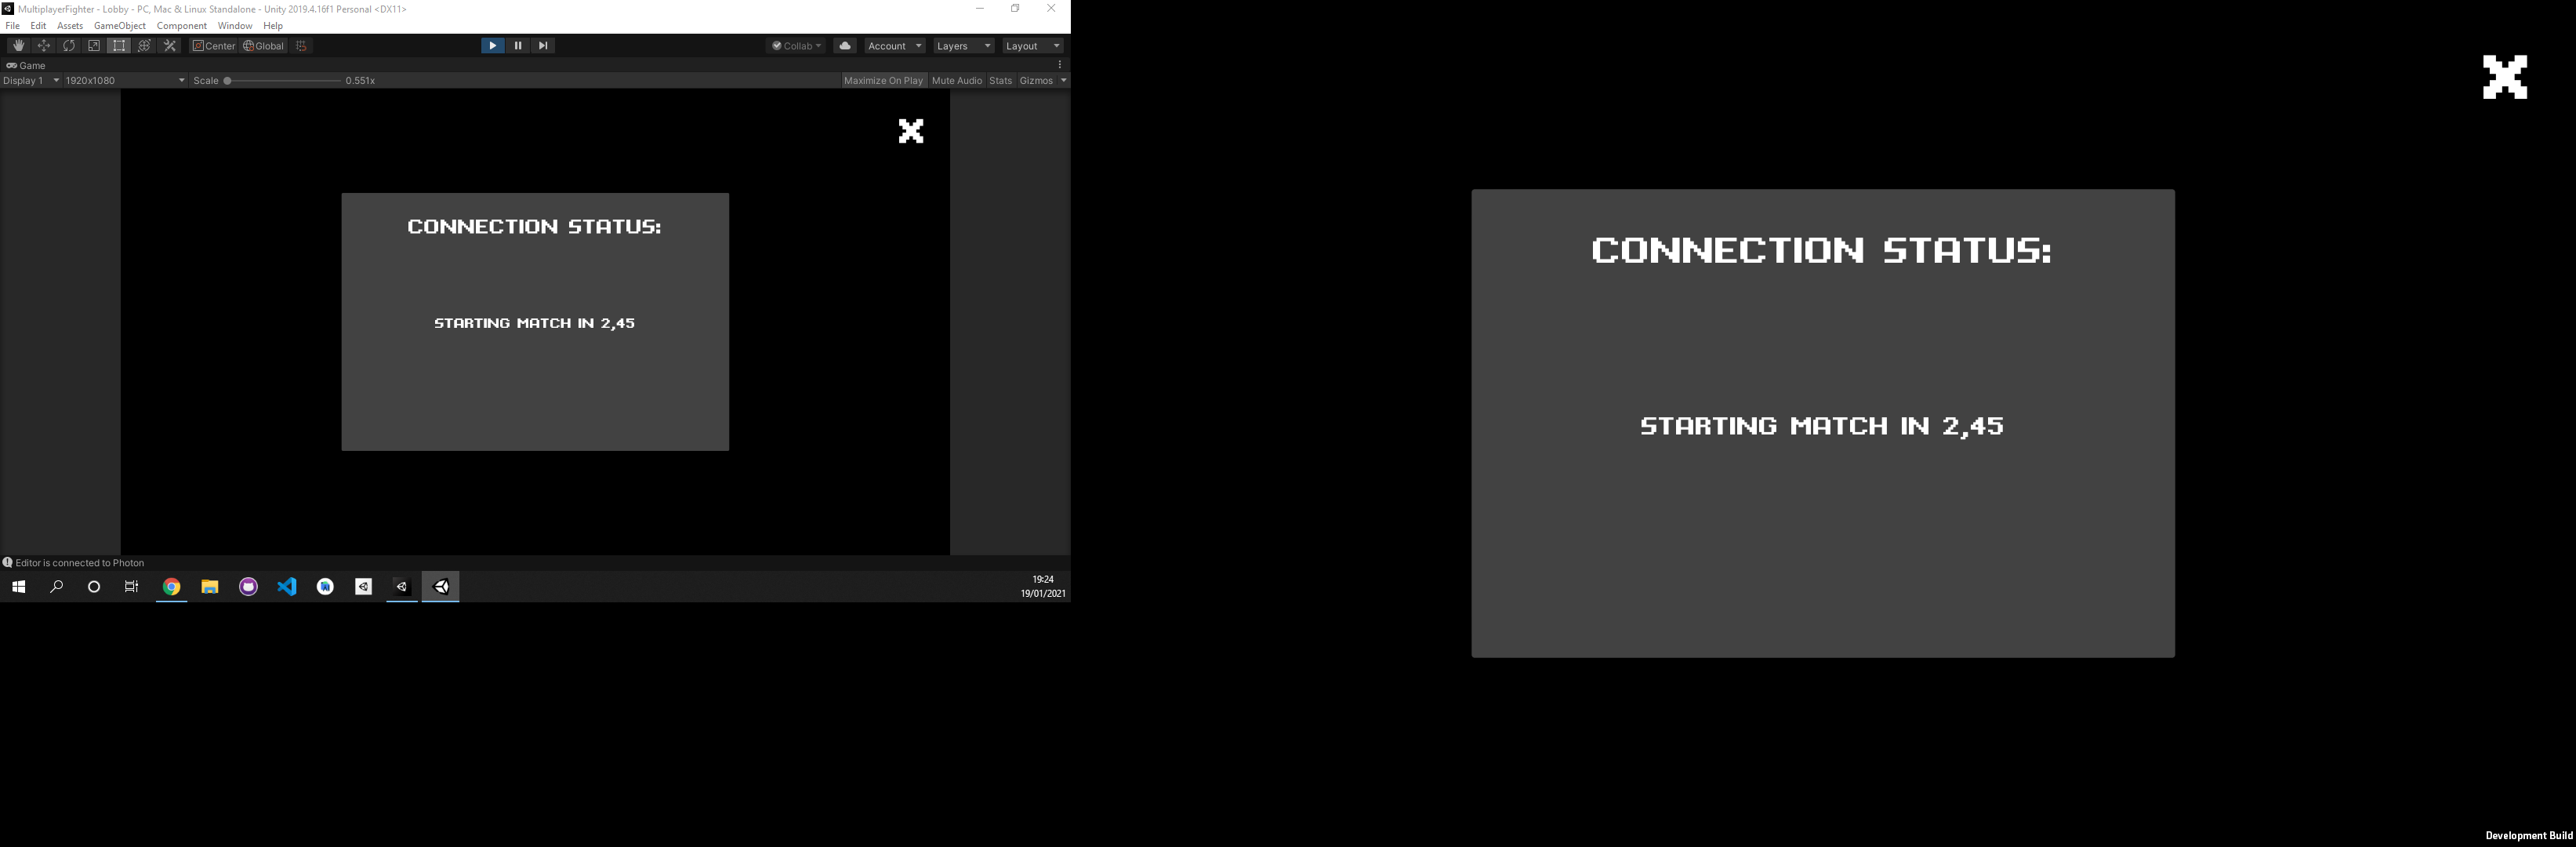 MultiplayerFighter - Lobby - PC, Mac & Linux Standalone - Unity 2019.4.16f1 Personal <DX11>
File Edit Assets GameObject Component Window Help
Center Global Collab Account Layers Layout
Game
Display 1 1920x1080 Scale 0.551x Maximize On Play Mute Audio Stats Gizmos
CONNECTION STATUS:
STARTING MATCH IN 2,45
Editor is connected to Photon
19:24
19/01/2021
CONNECTION STATUS:
STARTING MATCH IN 2,45
Development Build